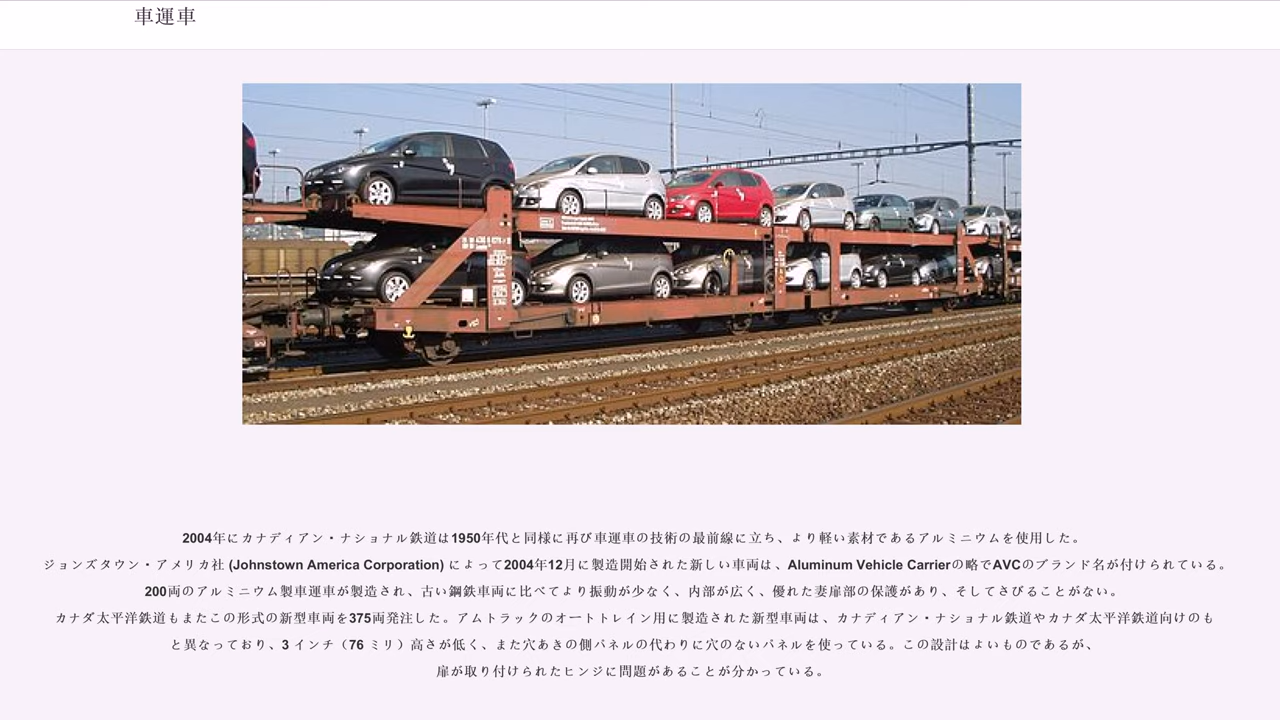 車運車
2004年にカナディアン・ナショナル鉄道は1950年代と同様に再び車運車の技術の最前線に立ち、より軽い素材であるアルミニウムを使用した。
ジョンズタウン・アメリカ社 (Johnstown America Corporation) によって2004年12月に製造開始された新しい車両は、Aluminum Vehicle Carrierの略でAVCのブランド名が付けられている。
200両のアルミニウム製車運車が製造され、古い鋼鉄車両に比べてより振動が少なく、内部が広く、優れた妻扉部の保護があり、そしてさびることがない。
カナダ太平洋鉄道もまたこの形式の新型車両を375両発注した。アムトラックのオートトレイン用に製造された新型車両は、カナディアン・ナショナル鉄道やカナダ太平洋鉄道向けのも
と異なっており、3 インチ（76 ミリ）高さが低く、また穴あきの側パネルの代わりに穴のないパネルを使っている。この設計はよいものであるが、
扉が取り付けられたヒンジに問題があることが分かっている。